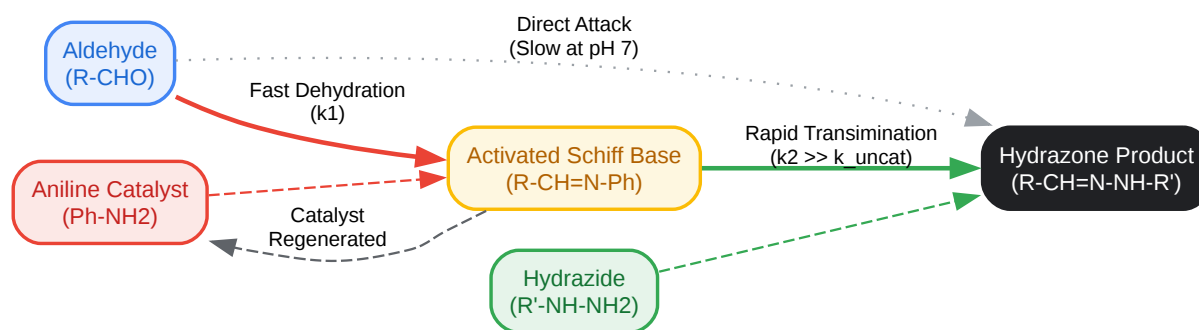 Direct Attack
(Slow at pH 7)
Aldehyde
(R-CHO)
Fast Dehydration
(k1)
Rapid Transimination
(k2 >> k_uncat)
Activated Schiff Base
(R-CH=N-Ph)
Hydrazone Product
(R-CH=N-NH-R')
Aniline Catalyst
(Ph-NH2)
Catalyst
Regenerated
Hydrazide
(R'-NH-NH2)